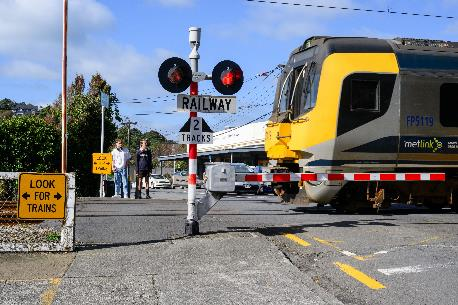 RAILWAY
2
TRACKS
FP5119
metlink
LOOK
FOR
TRAINS